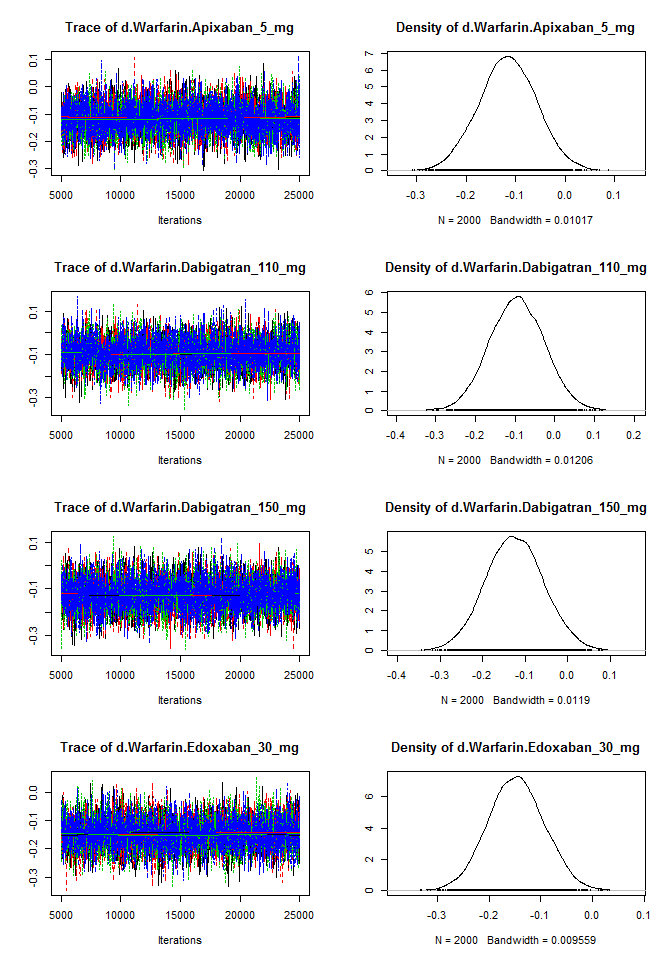 Trace of d.Warfarin.Apixaban_5_mg
0.1
0.0
-0.1
-0.2
-0.3
5000 10000 15000 20000 25000
Iterations
Density of d.Warfarin.Apixaban_5_mg
7
6
5
4
3
2
1
0
-0.3 -0.2 -0.1 0.0 0.1
N = 2000 Bandwidth = 0.01017
Trace of d.Warfarin.Dabigatran_110_mg
0.1
-0.1
-0.3
5000 10000 15000 20000 25000
Iterations
Density of d.Warfarin.Dabigatran_110_mg
6
5
4
3
2
1
0
-0.4 -0.3 -0.2 -0.1 0.0 0.1 0.2
N = 2000 Bandwidth = 0.01206
Trace of d.Warfarin.Dabigatran_150_mg
0.1
-0.1
-0.3
5000 10000 15000 20000 25000
Iterations
Density of d.Warfarin.Dabigatran_150_mg
5
4
3
2
1
0
-0.4 -0.3 -0.2 -0.1 0.0 0.1
N = 2000 Bandwidth = 0.0119
Trace of d.Warfarin.Edoxaban_30_mg
0.0
-0.1
-0.2
-0.3
5000 10000 15000 20000 25000
Iterations
Density of d.Warfarin.Edoxaban_30_mg
6
4
2
0
-0.3 -0.2 -0.1 0.0 0.1
N = 2000 Bandwidth = 0.009559